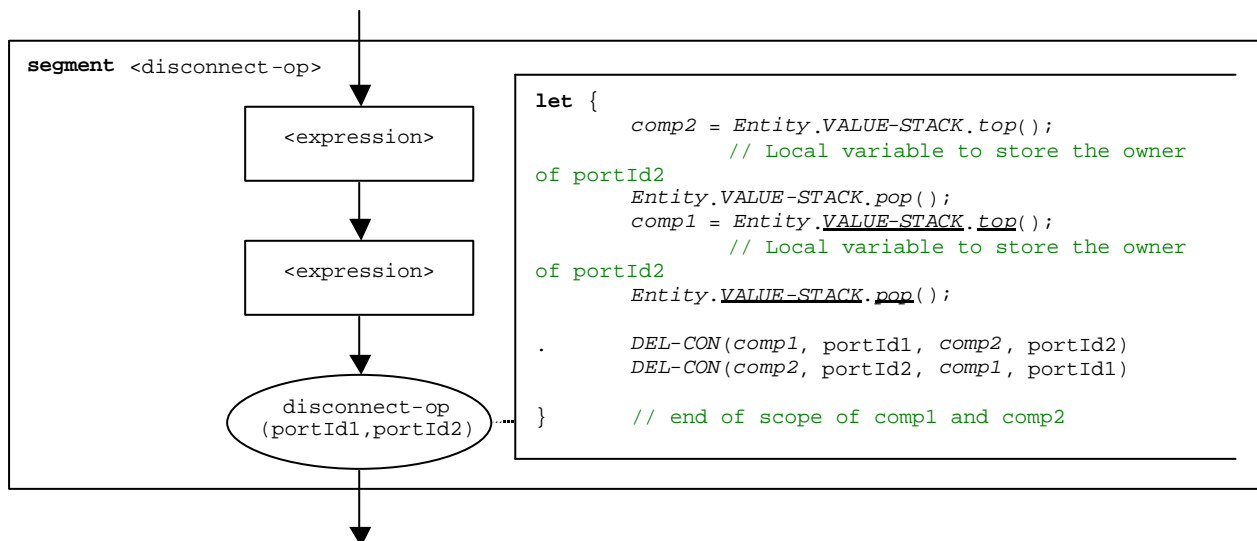 segment <disconnect-op>
<expression>
<expression>
disconnect-op
(portId1,portId2)
let {
comp2 = Entity.VALUE-STACK.top();
// Local variable to store the owner
of portId2
Entity.VALUE-STACK.pop();
comp1 = Entity.VALUE-STACK.top();
// Local variable to store the owner
of portId2
Entity.VALUE-STACK.pop();
. DEL-CON(comp1, portId1, comp2, portId2)
DEL-CON(comp2, portId2, comp1, portId1)
} // end of scope of comp1 and comp2